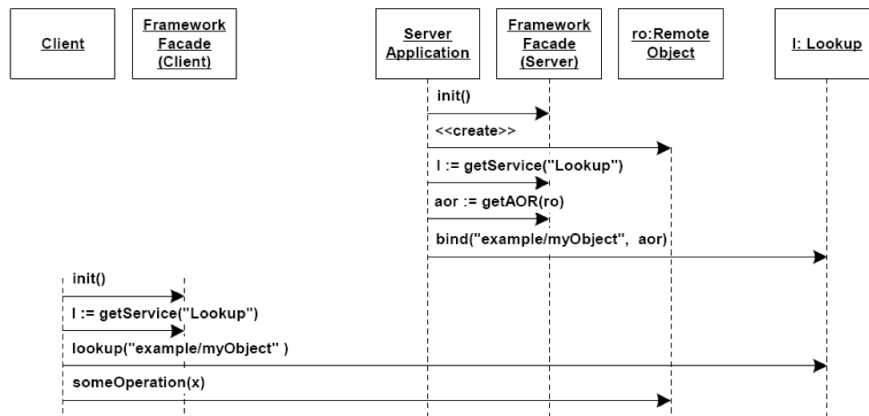 Client
Framework
Facade
(Client)
Server
Application
Framework
Facade
(Server)
ro:Remote
Object
l: Lookup
init()
<<create>>
l := getService("Lookup")
aor := getAOR(ro)
bind("example/myObject", aor)
init()
l := getService("Lookup")
lookup("example/myObject" )
someOperation(x)